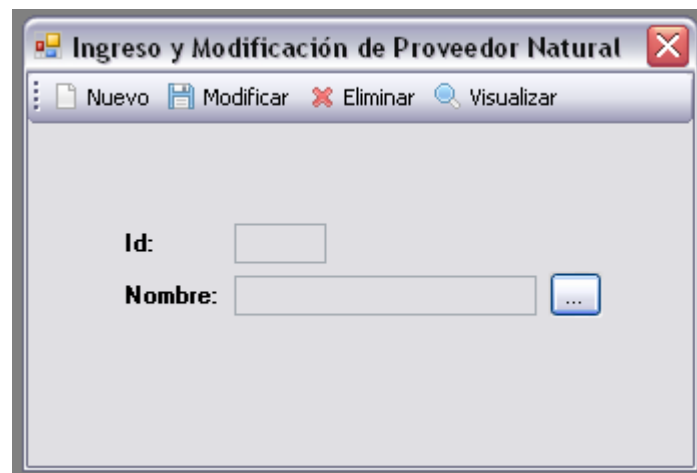 Ingreso y Modificación de Proveedor Natural
Nuevo Modificar Eliminar Visualizar
Id:
Nombre: ...